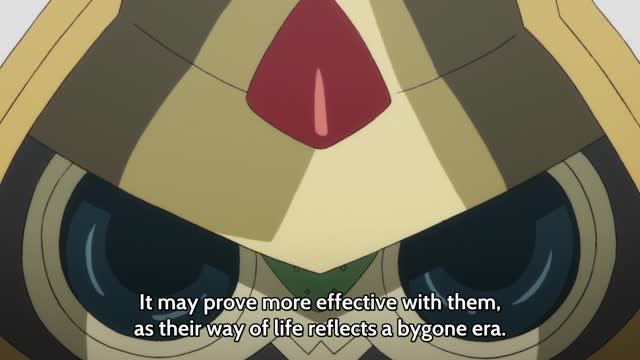 It may prove more effective with them,
as their way of life reflects a bygone era.